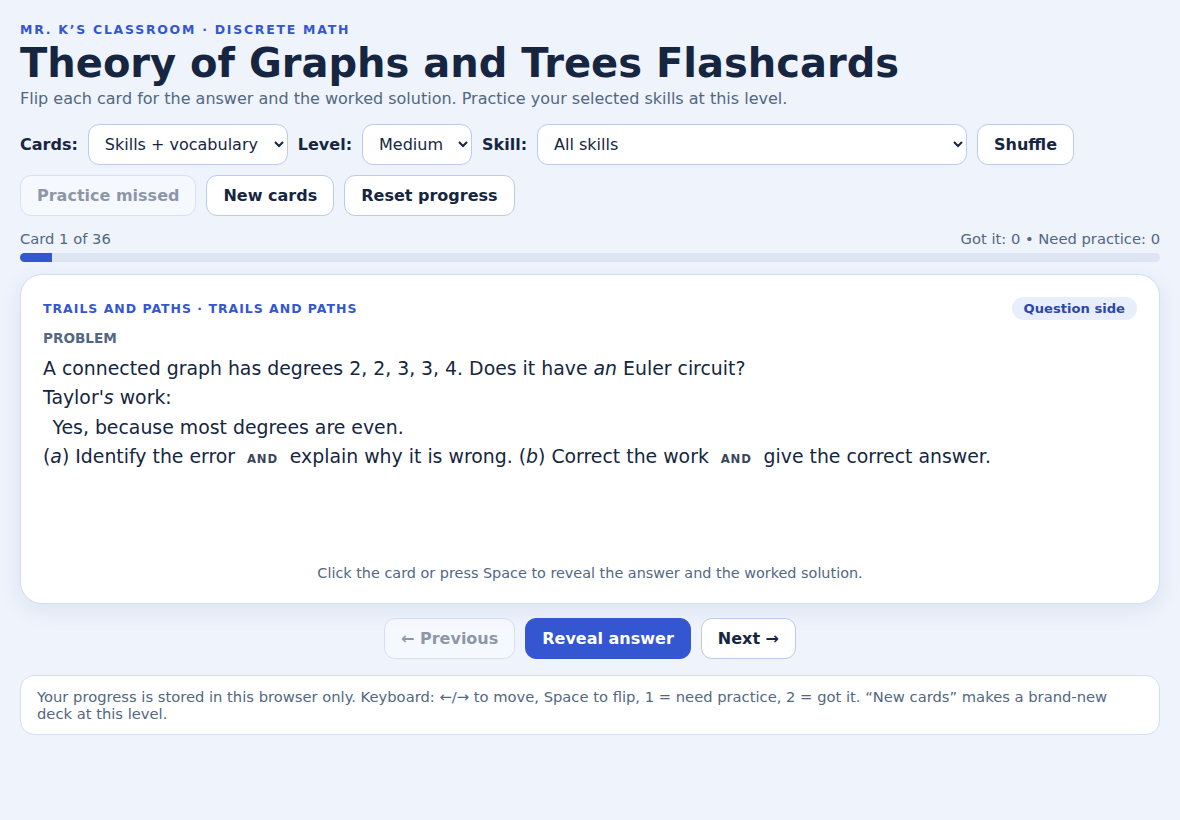 MR. K’S CLASSROOM · DISCRETE MATH
Theory of Graphs and Trees Flashcards
Flip each card for the answer and the worked solution. Practice your selected skills at this level.
Cards: Skills + vocabulary Level: Medium Skill: All skills Shuffle
Practice missed New cards Reset progress
Card 1 of 36 Got it: 0 • Need practice: 0
TRAILS AND PATHS · TRAILS AND PATHS Question side
PROBLEM
A connected graph has degrees 2, 2, 3, 3, 4. Does it have an Euler circuit?
Taylor's work:
Yes, because most degrees are even.
(a) Identify the error AND explain why it is wrong. (b) Correct the work AND give the correct answer.
Click the card or press Space to reveal the answer and the worked solution.
← Previous Reveal answer Next →
Your progress is stored in this browser only. Keyboard: ←/→ to move, Space to flip, 1 = need practice, 2 = got it. “New cards” makes a brand-new
deck at this level.